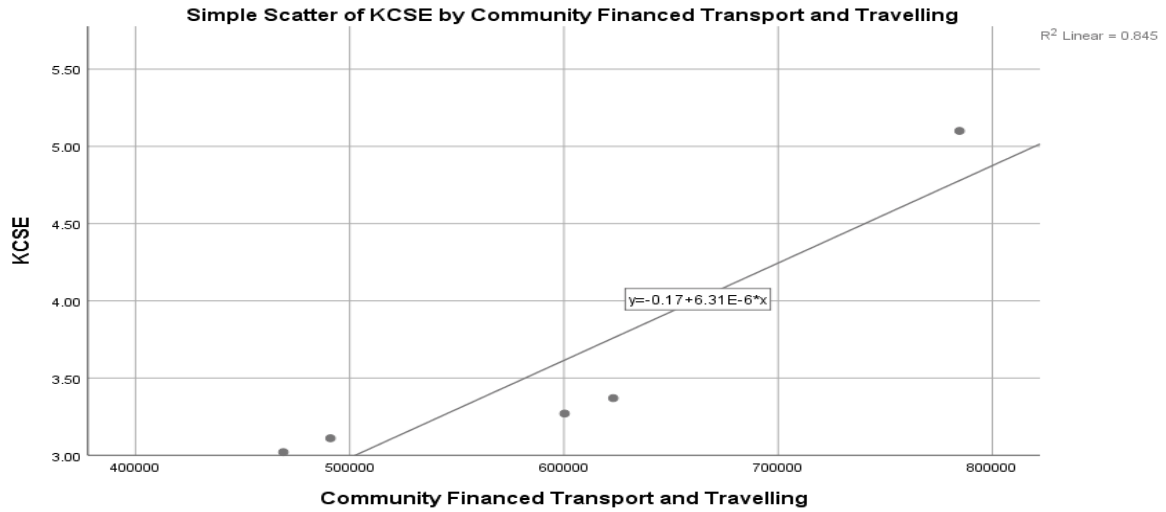 Simple Scatter of KCSE by Community Financed Transport and Travelling
R2 Linear = 0.845
5.50
5.00
4.50
4.00
3.50
3.00
KCSE
y=-0.17+6.31E-6*x
400000 500000 600000 700000 800000
Community Financed Transport and Travelling